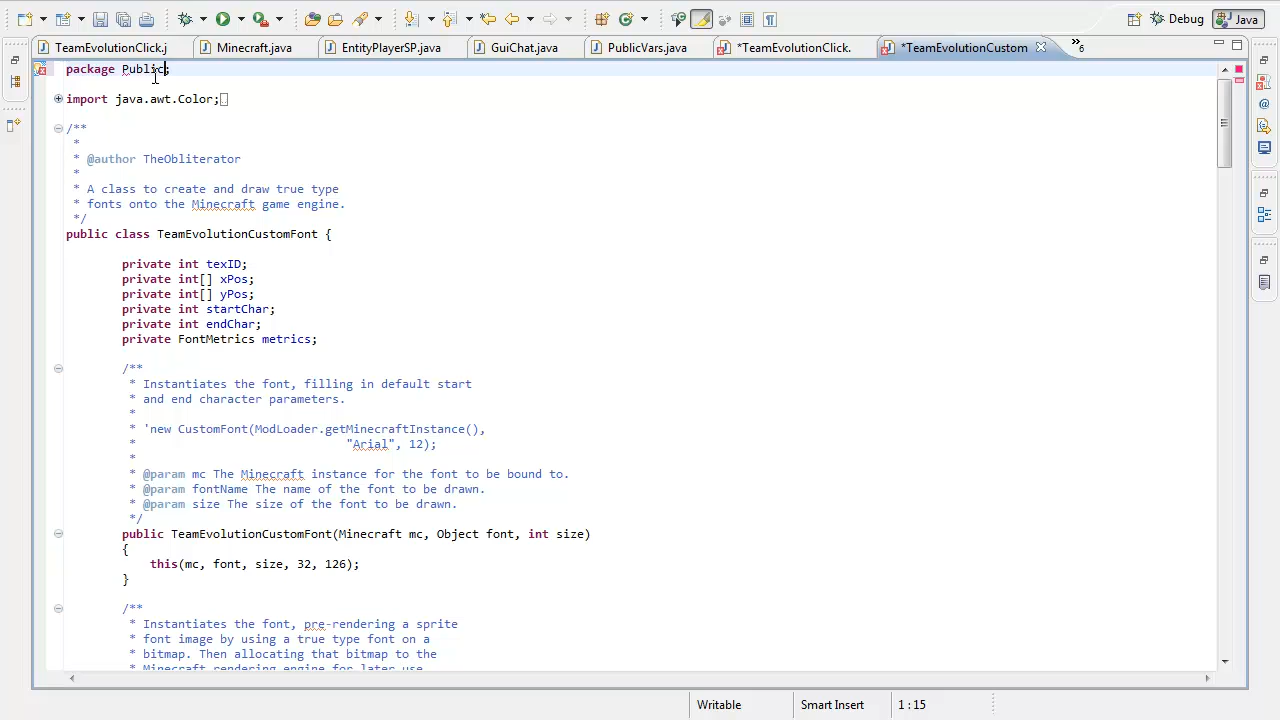 Debug
Java
TeamEvolutionClick.j
Minecraft.java
EntityPlayerSP.java
GuiChat.java
PublicVars.java
*TeamEvolutionClick.
*TeamEvolutionCustom
»6
package Public;
import java.awt.Color;
/**
*
* @author TheObliterator
*
* A class to create and draw true type
* fonts onto the Minecraft game engine.
*/
public class TeamEvolutionCustomFont {
private int texID;
private int[] xPos;
private int[] yPos;
private int startChar;
private int endChar;
private FontMetrics metrics;
/**
* Instantiates the font, filling in default start
* and end character parameters.
*
* 'new CustomFont(ModLoader.getMinecraftInstance(),
* "Arial", 12);
*
* @param mc The Minecraft instance for the font to be bound to.
* @param fontName The name of the font to be drawn.
* @param size The size of the font to be drawn.
*/
public TeamEvolutionCustomFont(Minecraft mc, Object font, int size)
{
this(mc, font, size, 32, 126);
}
/**
* Instantiates the font, pre-rendering a sprite
* font image by using a true type font on a
* bitmap. Then allocating that bitmap to the
* Minecraft rendering engine for later use
Writable
Smart Insert
1 : 15